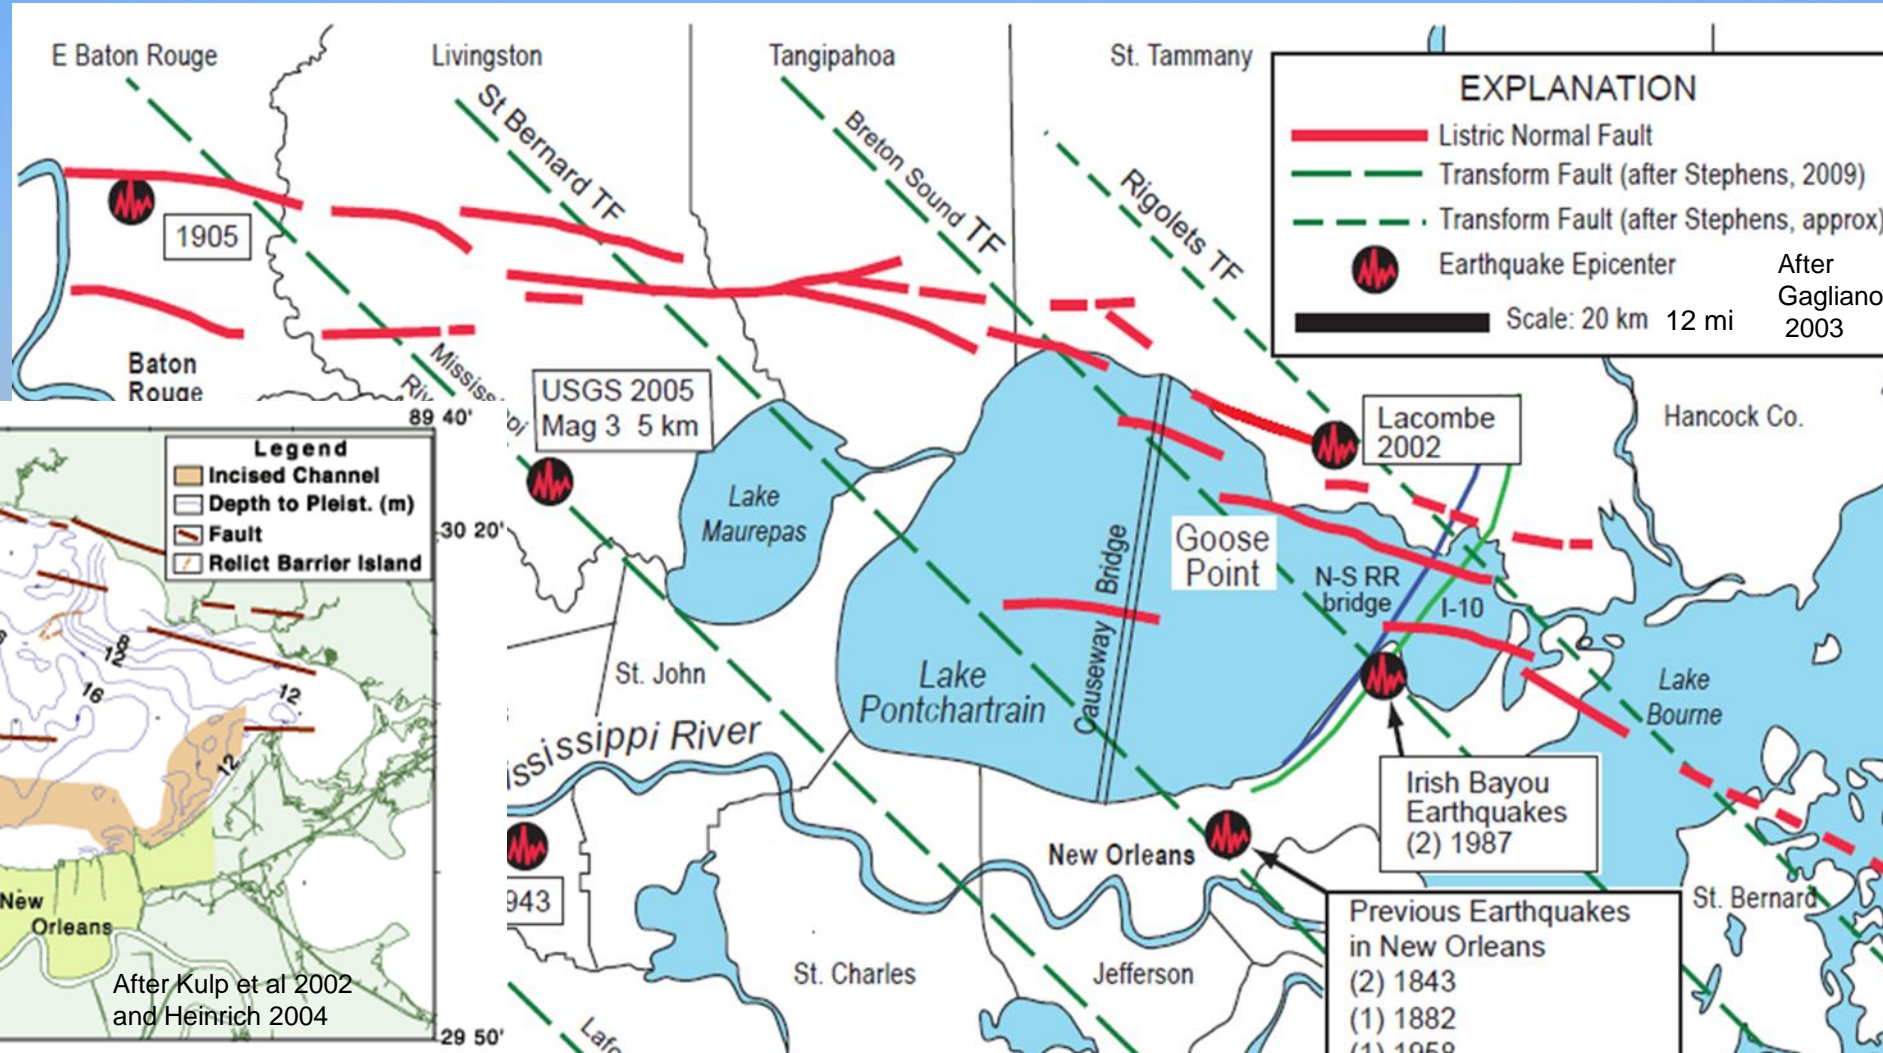 E Baton Rouge
Livingston
Tangipahoa
St. Tammany
St Bernard TF
Breton Sound TF
Rigolets TF
EXPLANATION
Listric Normal Fault
Transform Fault (after Stephens, 2009)
Transform Fault (after Stephens, approx)
Earthquake Epicenter
After
Gagliano
2003
Scale: 20 km 12 mi
1905
Baton
Rouge
Mississippi
USGS 2005
Mag 3 5 km
Lacombe
2002
Hancock Co.
Lake
Maurepas
Goose
Point
Causeway Bridge
N-S RR
bridge
I-10
St. John
Lake
Pontchartrain
Lake
Bourne
ssissippi River
Irish Bayou
Earthquakes
(2) 1987
New Orleans
943
St. Charles
Jefferson
St. Bernard
Previous Earthquakes
in New Orleans
(2) 1843
(1) 1882
(1) 1958
89 40'
Legend
Incised Channel
Depth to Pleist. (m)
Fault
Relict Barrier Island
30 20'
8
12
16
12
12
New
Orleans
After Kulp et al 2002
and Heinrich 2004
29 50'